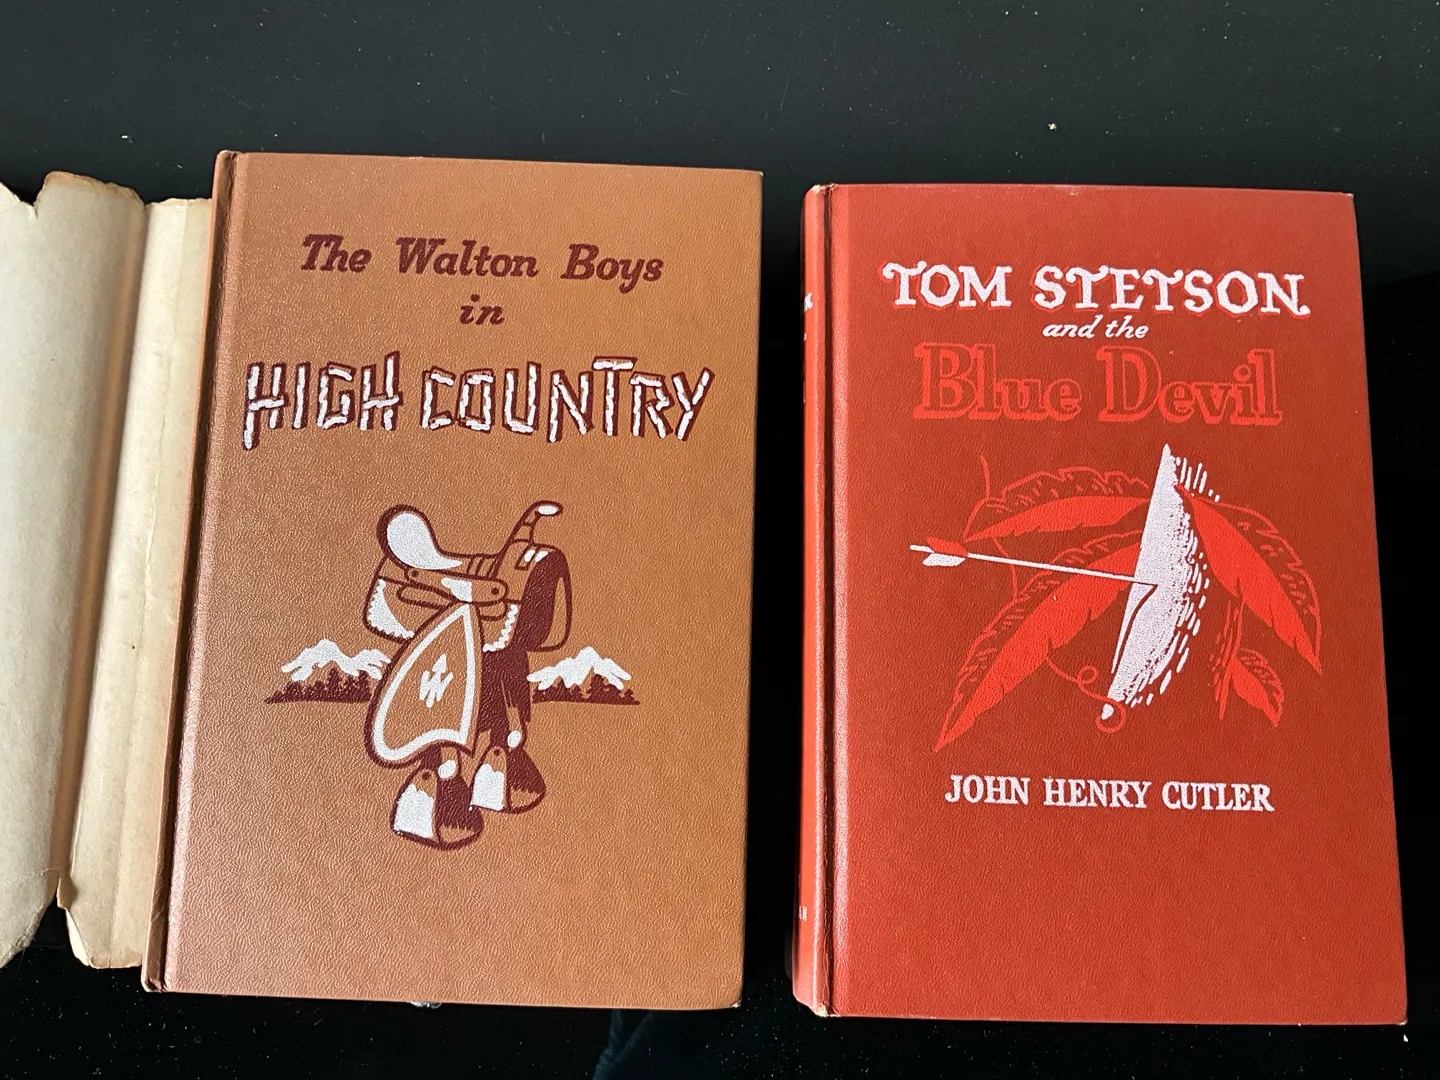 The Walton Boys
in
HIGH COUNTRY
W
TOM STETSON
and the
Blue Devil
JOHN HENRY CUTLER